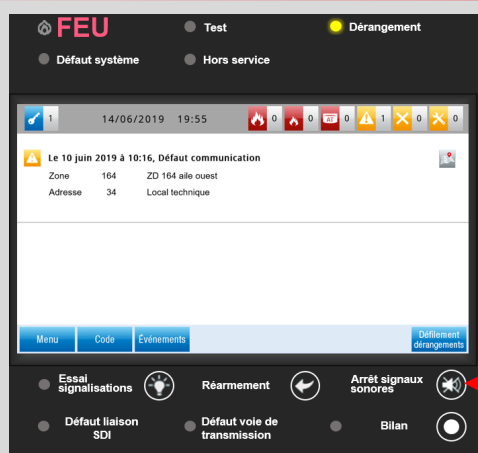 FEU
Test
Dérangement
Défaut système
Hors service
1
14/06/2019 19:55
0
0
AT
0
1
0
0
Le 10 juin 2019 à 10:16, Défaut communication
Zone 164 ZD 164 aile ouest
Adresse 34 Local technique
Menu
Code
Événements
Défilement
dérangements
Essai
signalisations
Réarmement
Arrêt signaux
sonores
Défaut liaison
SDI
Défaut voie de
transmission
Bilan